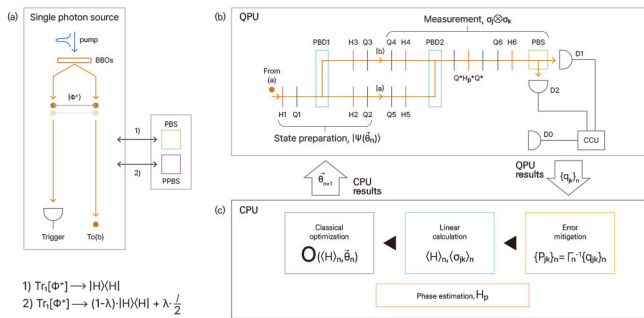 (a)
Single photon source
pump
BBOs
|Φ⁺⟩
1)
2)
PBS
PPBS
Trigger
To(b)
1) Tr₁[Φ⁺] → |H⟩⟨H|
2) Tr₁[Φ⁺] → (1-λ)·|H⟩⟨H| + λ·I/2
(b)
QPU
Measurement, σⱼ⊗σₖ
PBD1
H3 Q3
Q4 H4
PBD2
Q6 H6
PBS
D1
|b⟩
Q*HₚQ*
D2
From
(a)
|a⟩
H1 Q1
H2 Q2
Q5 H5
D0
CCU
State preparation, |Ψ(θ⃗ₙ)⟩
θ⃗ₙ₊₁
CPU
results
QPU
results
{qⱼₖ}ₙ
(c)
CPU
Classical
optimization
O(⟨H⟩ₙ,θ⃗ₙ)
Linear
calculation
⟨H⟩ₙ,⟨σⱼₖ⟩ₙ
Error
mitigation
{Pⱼₖ}ₙ = Γₙ⁻¹{qⱼₖ}ₙ
Phase estimation, Hₚ